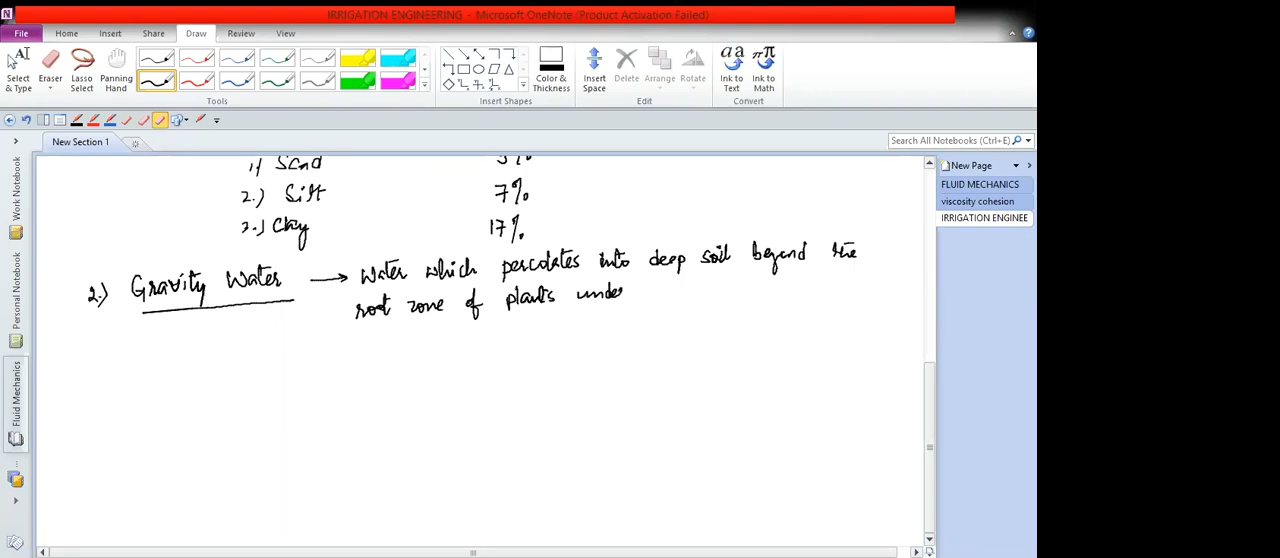 IRRIGATION ENGINEERING - Microsoft OneNote (Product Activation Failed)
File Home Insert Share Draw Review View
Select & Type Eraser Lasso Select Panning Hand Color & Thickness Insert Space Delete Arrange Rotate Ink to Text Ink to Math
Tools Insert Shapes Edit Convert
New Section 1
Search All Notebooks (Ctrl+E)
New Page
FLUID MECHANICS
viscosity cohesion
IRRIGATION ENGINEE
Work Notebook
Personal Notebook
Fluid Mechanics
1) Sand 3%
2.) Silt 7%
2.) Clay 17%.
2.) Gravity Water → Water which percolates into deep soil beyond the
root zone of plants under